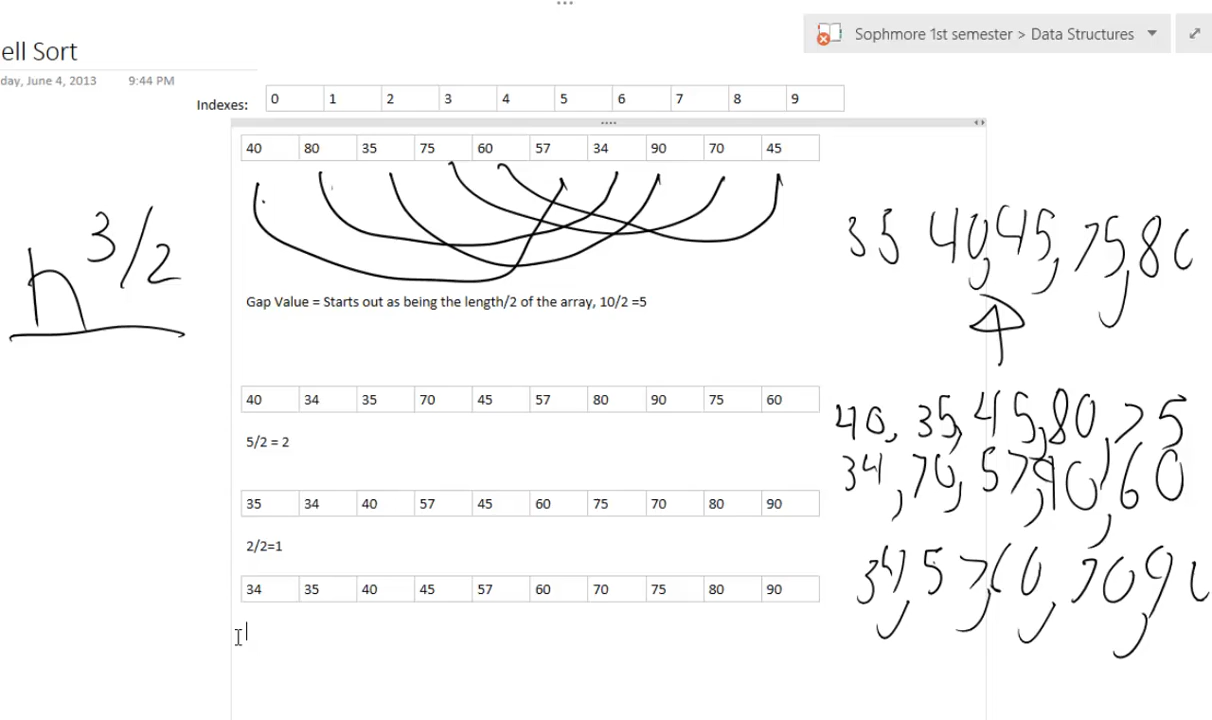 Sophmore 1st semester > Data Structures
ell Sort
day, June 4, 2013 9:44 PM
Indexes: 0 1 2 3 4 5 6 7 8 9
40 80 35 75 60 57 34 90 70 45
n 3/2
35 40, 45, 75, 80
Gap Value = Starts out as being the length/2 of the array, 10/2 =5
40 34 35 70 45 57 80 90 75 60
40, 35, 45, 80, 75
5/2 = 2
34, 70, 57, 90, 60
35 34 40 57 45 60 75 70 80 90
2/2=1
34, 57, 60, 70, 90
34 35 40 45 57 60 70 75 80 90